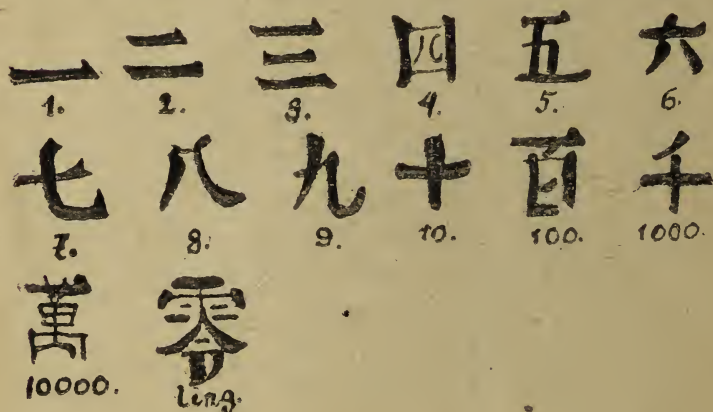 一 二 三 四 五 六
1. 2. 3. 4. 5. 6.
七 八 九 十 百 千
7. 8. 9. 10. 100. 1000.
萬 零
10000. ling.